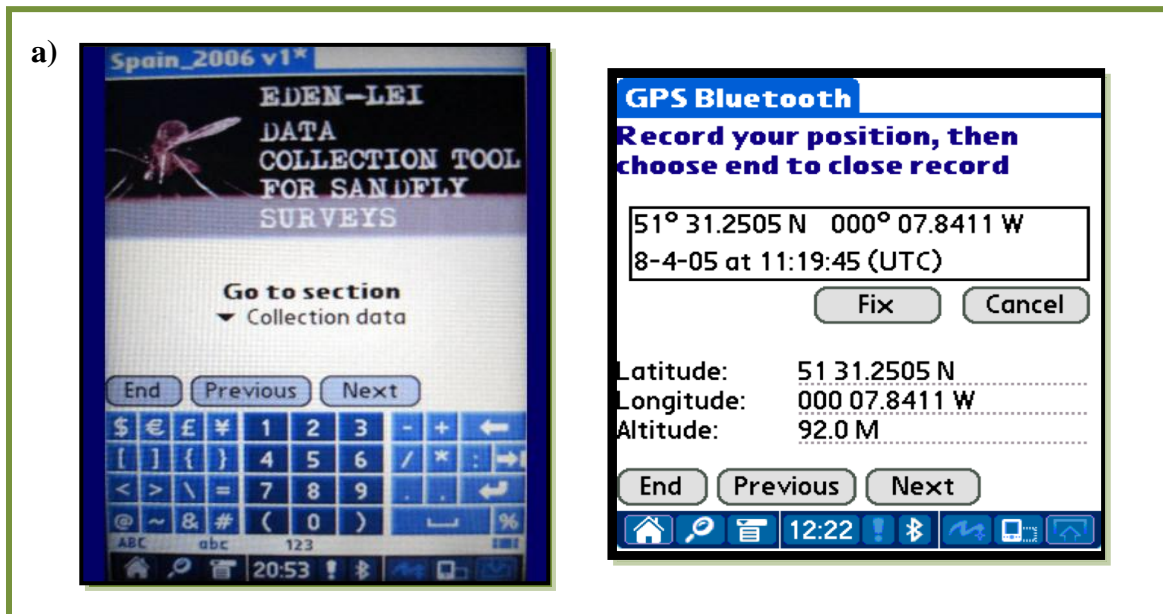 a)
Spain_2006 v1*
EDEN-LEI
DATA
COLLECTION TOOL
FOR SANDFLY
SURVEYS
Go to section
Collection data
End Previous Next
$ € £ ¥ 1 2 3 - +
[ ] { } 4 5 6 / * :
< > \ = 7 8 9 . ,
@ ~ & # ( 0 ) %
ABC abc 123
20:53
GPS Bluetooth
Record your position, then
choose end to close record
51° 31.2505 N 000° 07.8411 W
8-4-05 at 11:19:45 (UTC)
Fix Cancel
Latitude: 51 31.2505 N
Longitude: 000 07.8411 W
Altitude: 92.0 M
End Previous Next
12:22